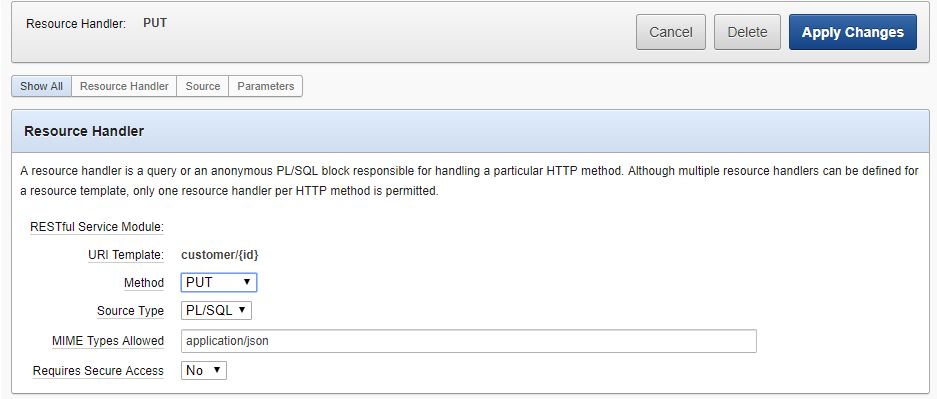 Resource Handler: PUT
Cancel Delete Apply Changes
Show All Resource Handler Source Parameters
Resource Handler
A resource handler is a query or an anonymous PL/SQL block responsible for handling a particular HTTP method. Although multiple resource handlers can be defined for
a resource template, only one resource handler per HTTP method is permitted.
RESTful Service Module:
URI Template: customer/{id}
Method PUT
Source Type PL/SQL
MIME Types Allowed application/json
Requires Secure Access No